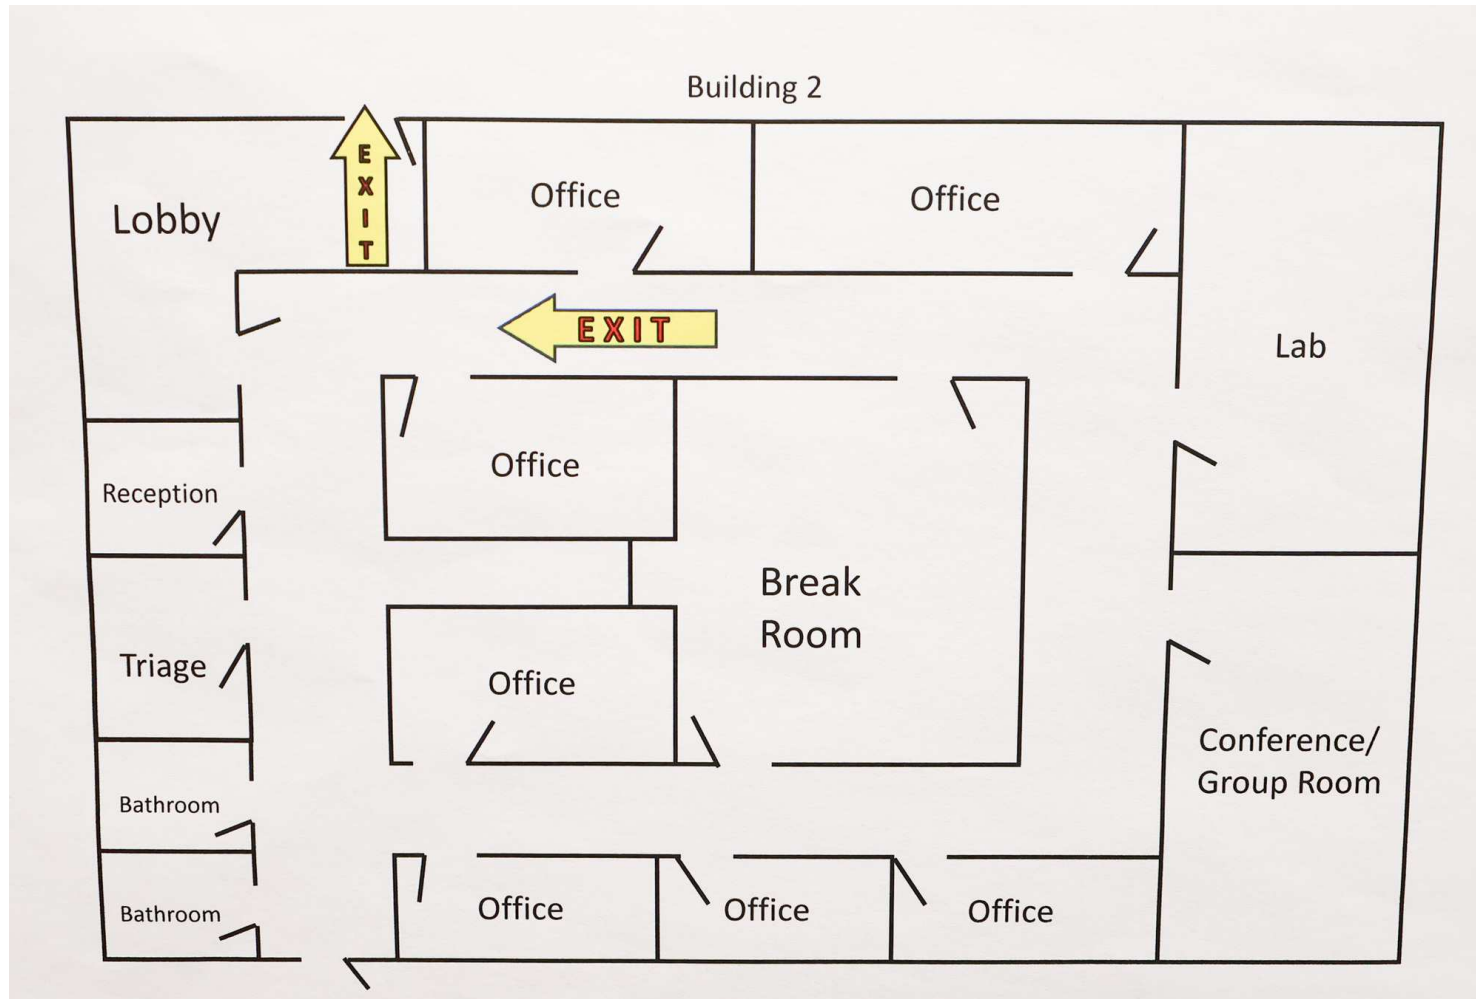 Building 2
EXIT
Office
Office
Lobby
EXIT
Lab
Office
Reception
Break
Room
Triage
Office
Conference/
Group Room
Bathroom
Office
Office
Office
Bathroom